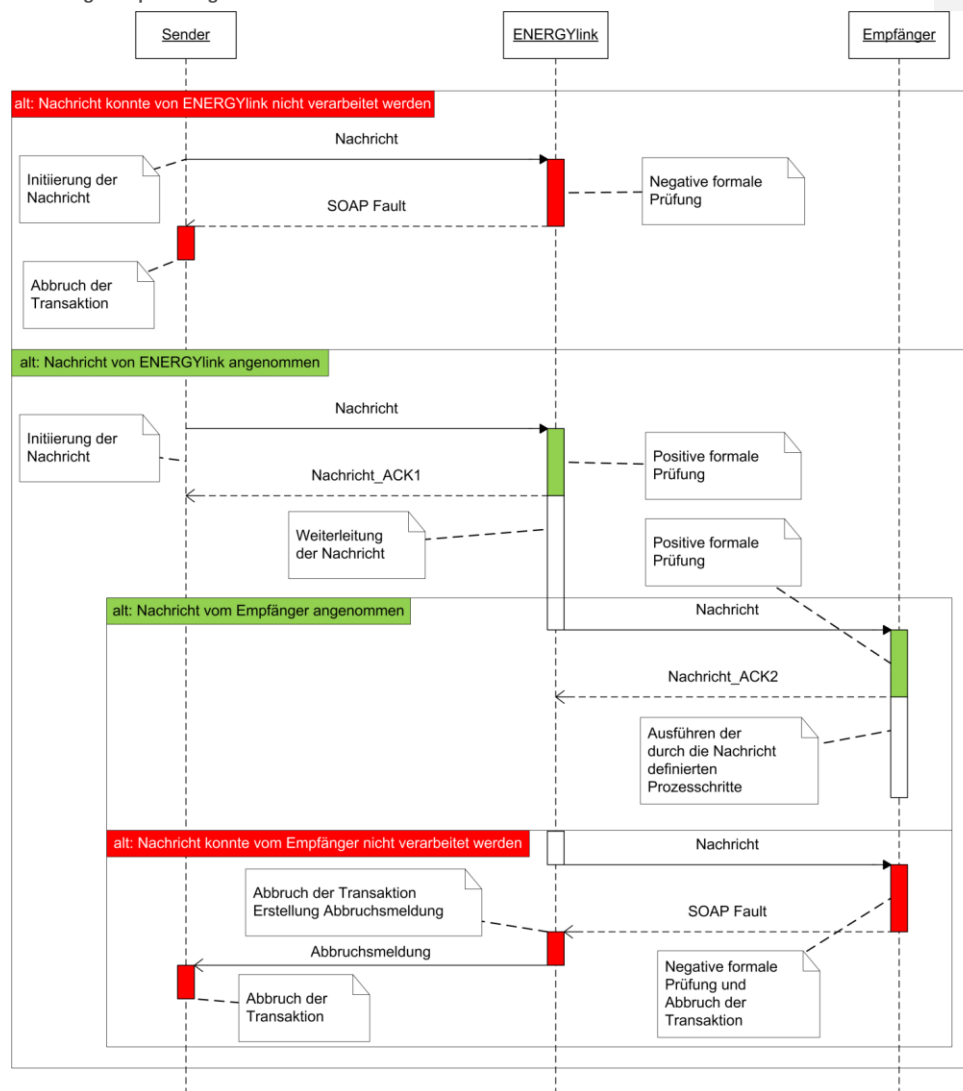 Sender
ENERGYlink
Empfänger
alt: Nachricht konnte von ENERGYlink nicht verarbeitet werden
Nachricht
Initiierung der
Nachricht
Negative formale
Prüfung
SOAP Fault
Abbruch der
Transaktion
alt: Nachricht von ENERGYlink angenommen
Nachricht
Initiierung der
Nachricht
Positive formale
Prüfung
Nachricht_ACK1
Weiterleitung
der Nachricht
Positive formale
Prüfung
alt: Nachricht vom Empfänger angenommen
Nachricht
Nachricht_ACK2
Ausführen der
durch die Nachricht
definierten
Prozesschritte
alt: Nachricht konnte vom Empfänger nicht verarbeitet werden
Nachricht
Abbruch der Transaktion
Erstellung Abbruchsmeldung
SOAP Fault
Abbruchsmeldung
Negative formale
Prüfung und
Abbruch der
Transaktion
Abbruch der
Transaktion